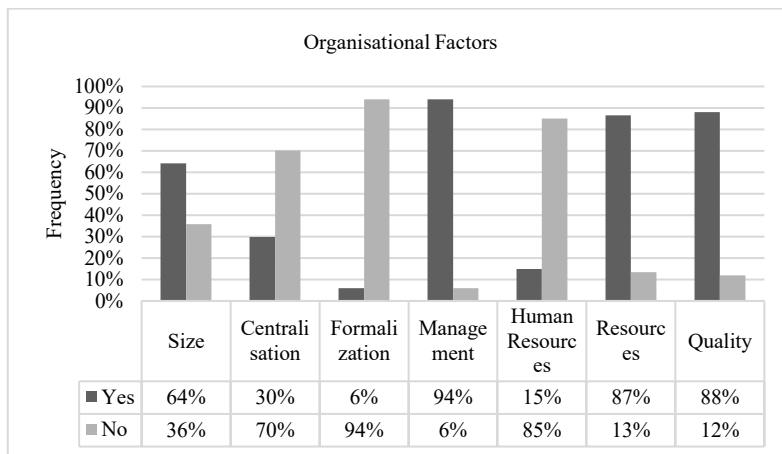 Organisational Factors
100%
90%
80%
70%
60%
50%
40%
30%
20%
10%
0%
Frequency
Size Centrali Formali Manage Human Resourc Quality
sation zation ment Resourc es
es
Yes 64% 30% 6% 94% 15% 87% 88%
No 36% 70% 94% 6% 85% 13% 12%